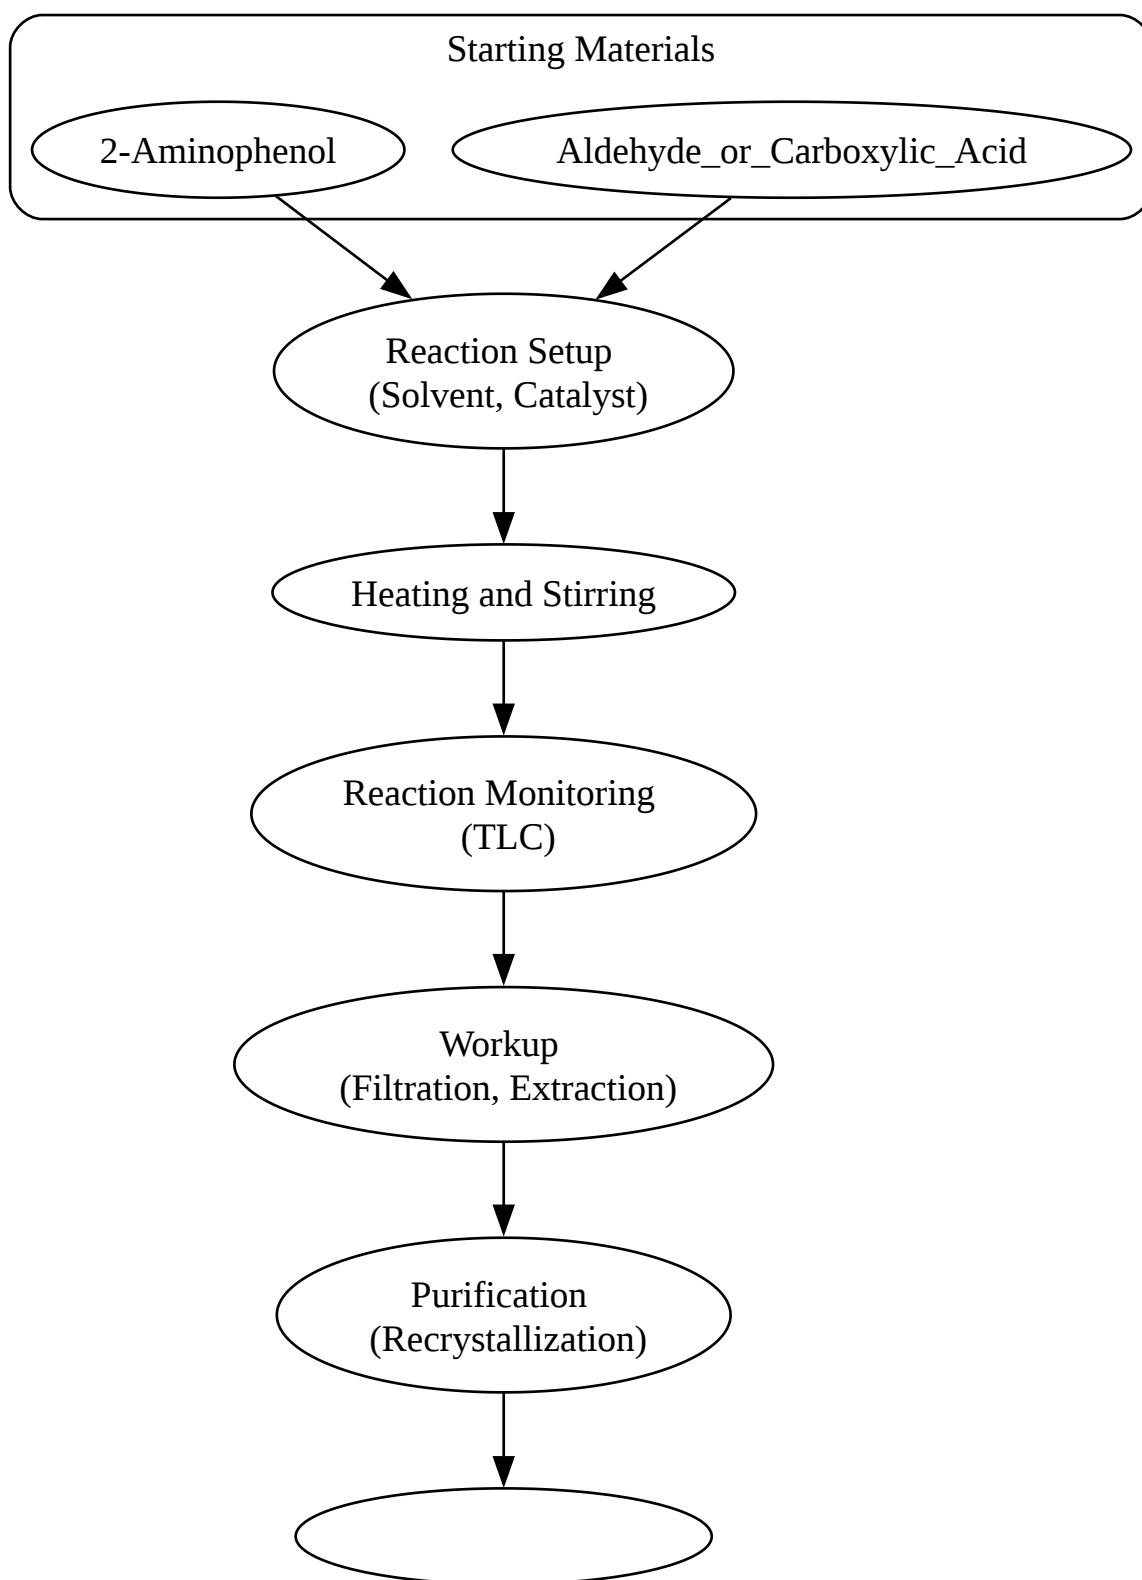 Starting Materials
2-Aminophenol
Aldehyde_or_Carboxylic_Acid
Reaction Setup
(Solvent, Catalyst)
Heating and Stirring
Reaction Monitoring
(TLC)
Workup
(Filtration, Extraction)
Purification
(Recrystallization)